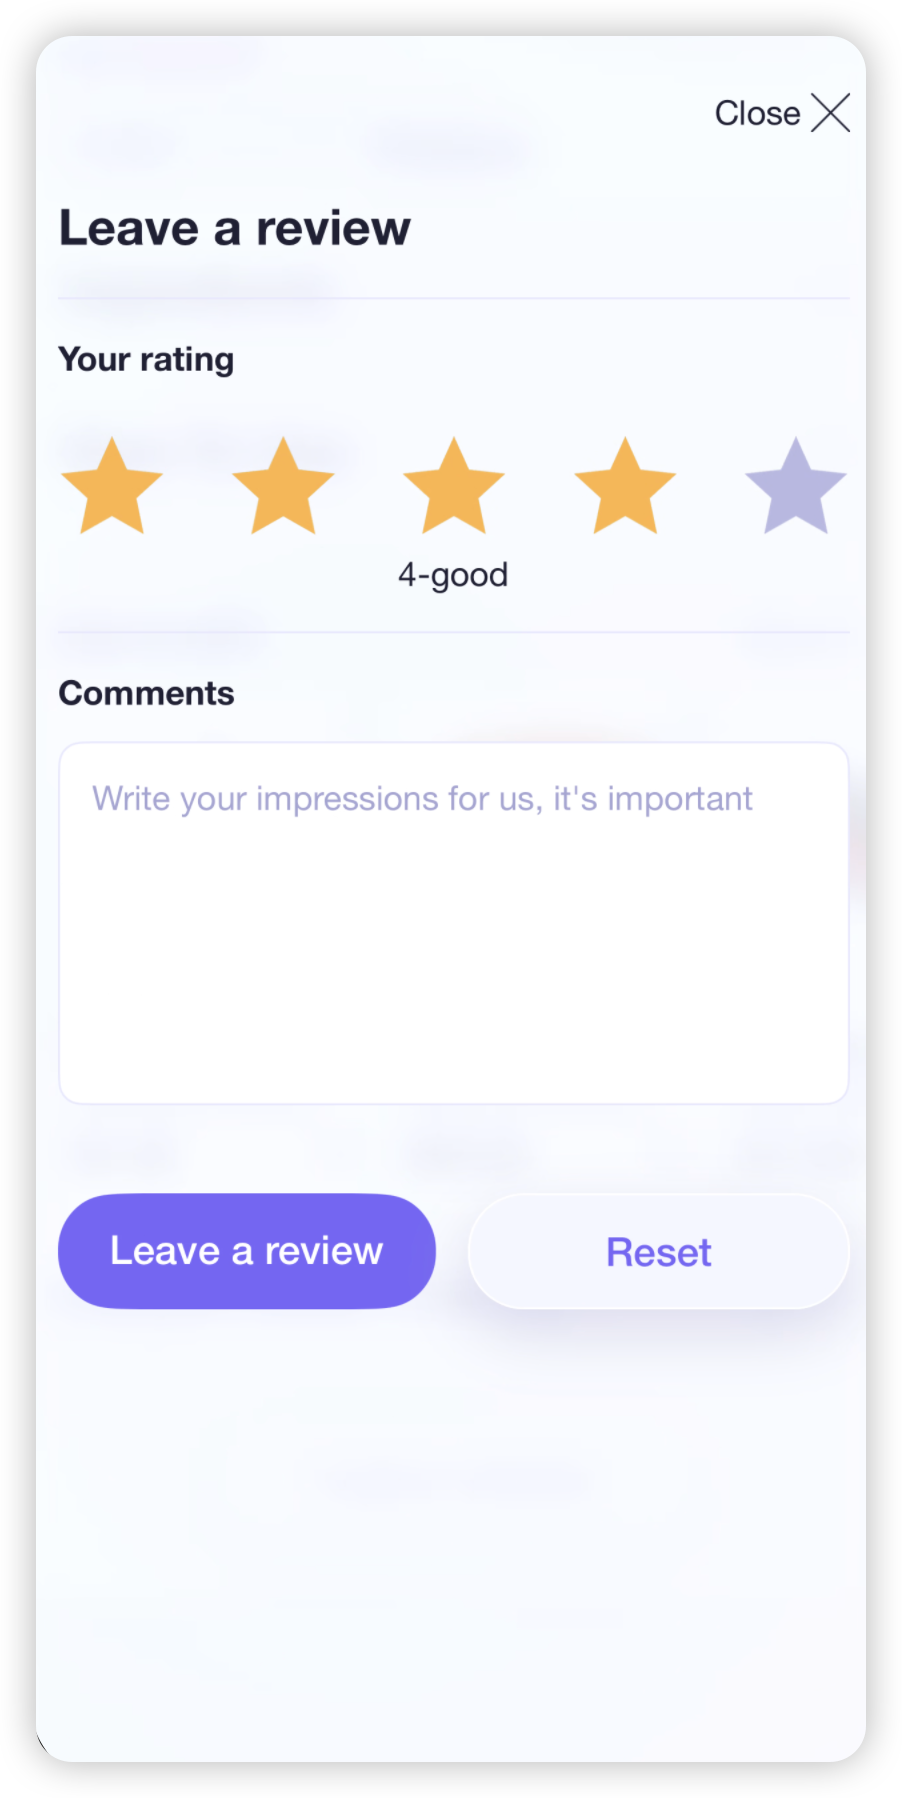 Close
Leave a review
Your rating
4-good
Comments
Write your impressions for us, it's important
Leave a review
Reset